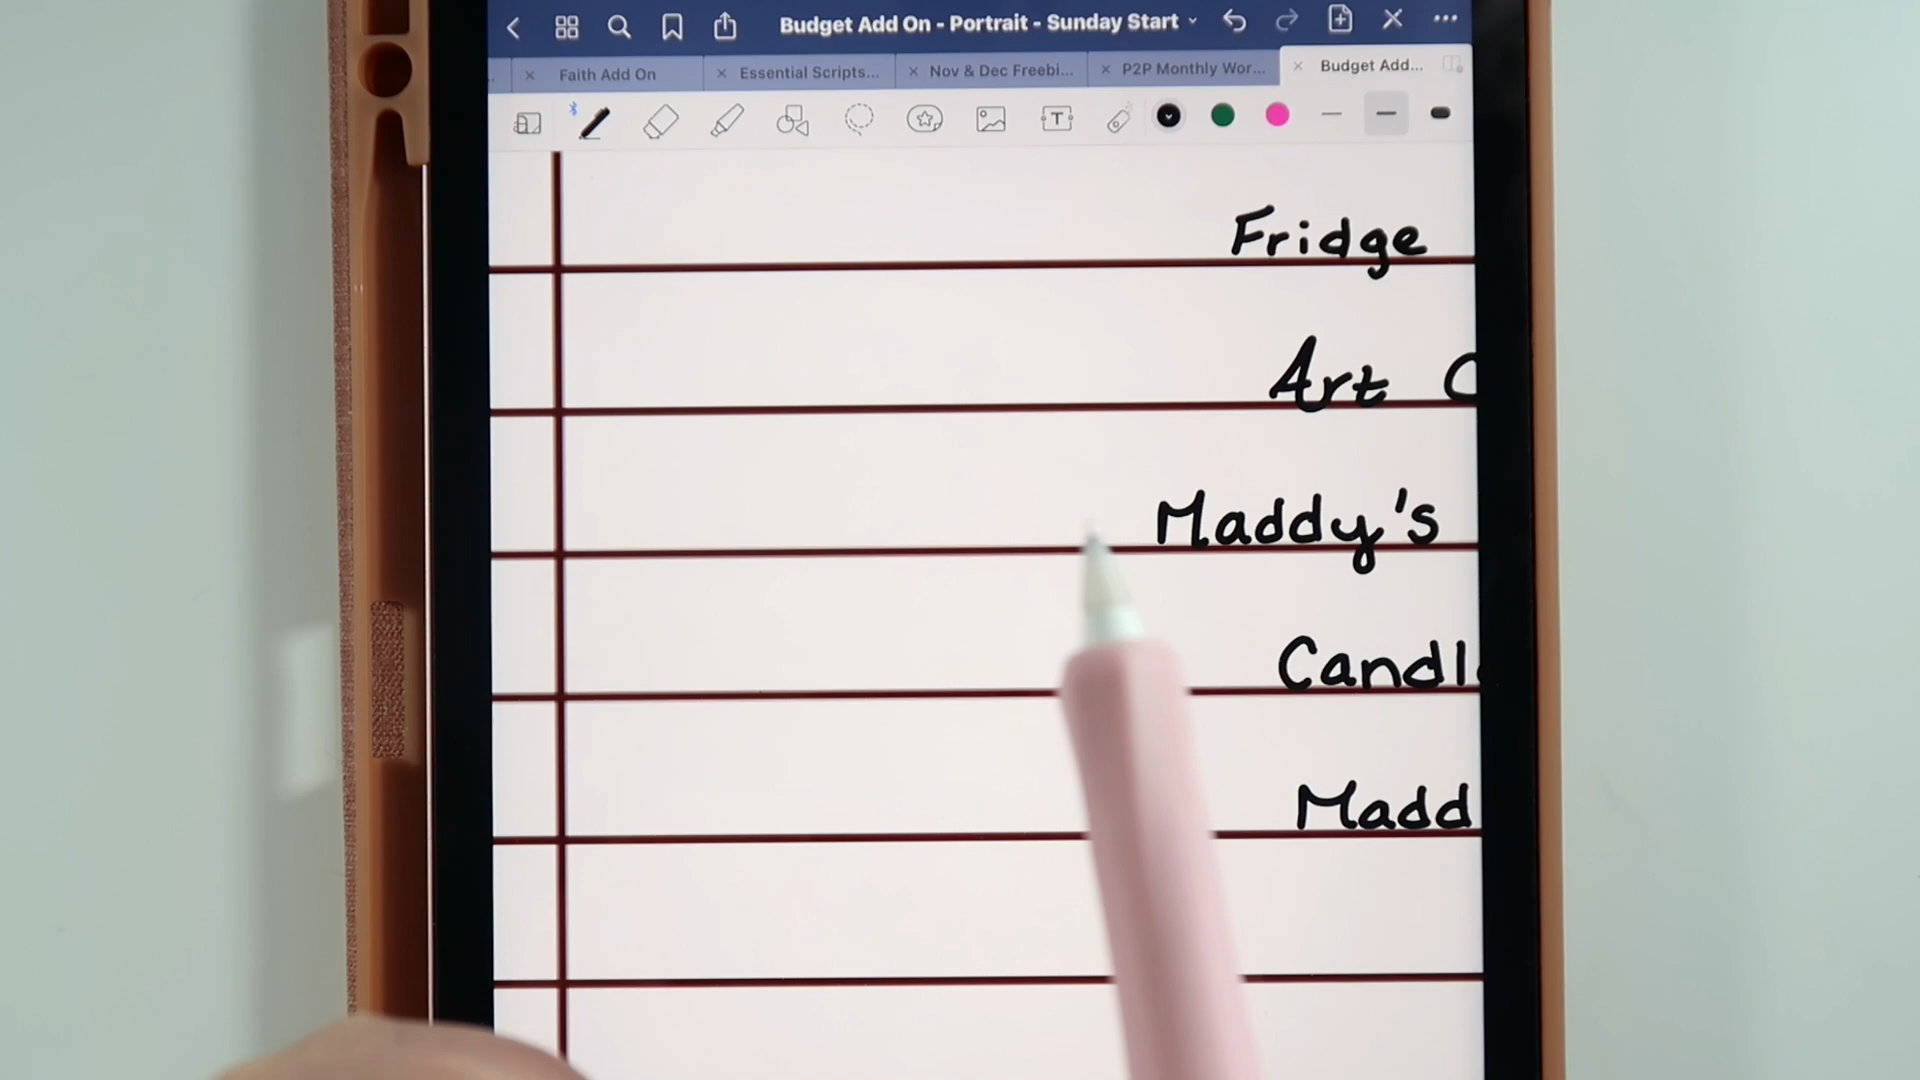 Budget Add On - Portrait - Sunday Start
Faith Add On
Essential Scripts...
Nov & Dec Freebi...
P2P Monthly Wor...
Budget Add...
Fridge
Art
Maddy's
Candl
Madd